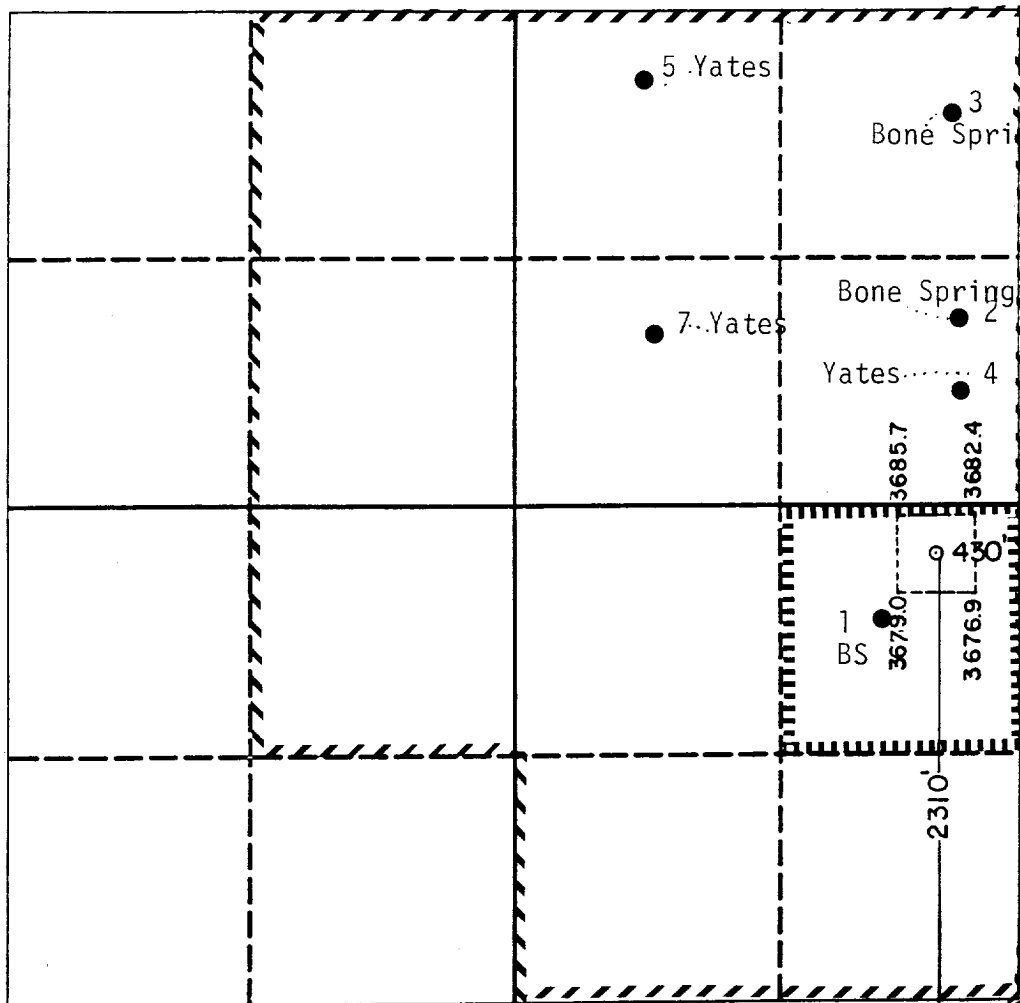 5 Yates
3
Bone Spri
Bone Spring
2
7 Yates
Yates 4
3685.7
3682.4
430'
1
BS
3679.0
3676.9
2310'